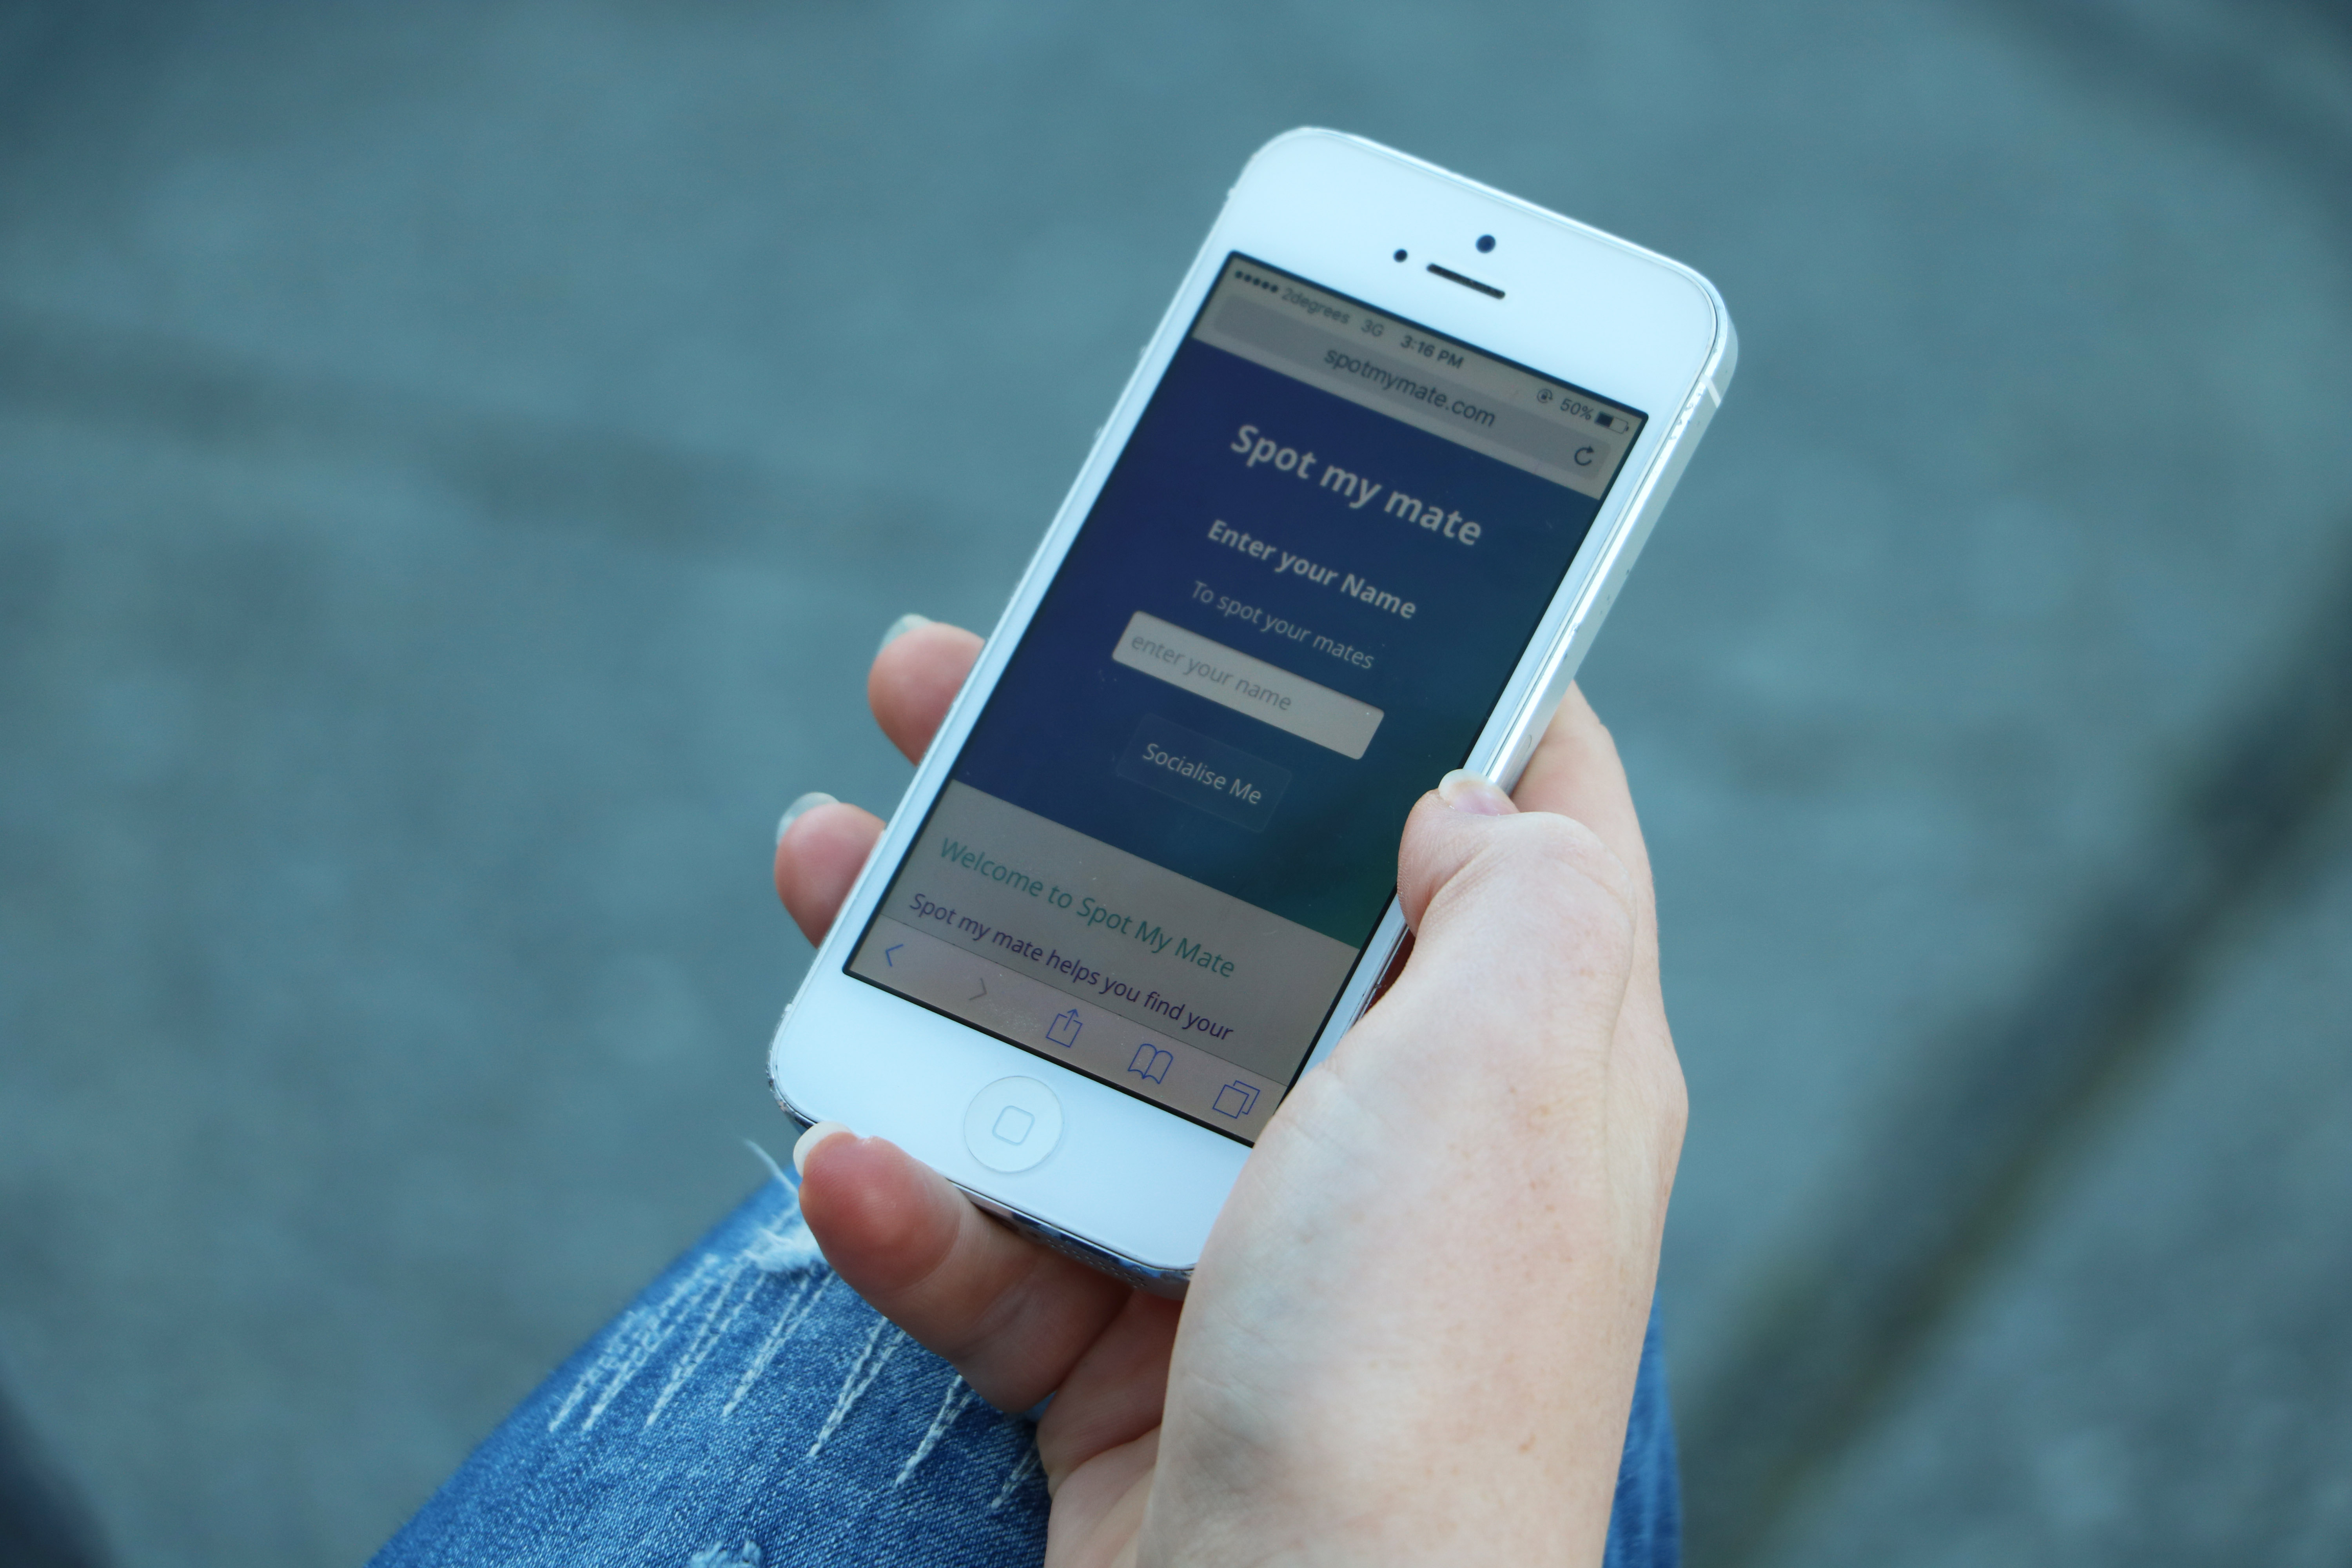 2degrees 3G 3:16 PM 50%
spotmymate.com
Spot my mate
Enter your Name
To spot your mates
enter your name
Socialise Me
Welcome to Spot My Mate
Spot my mate helps you find your